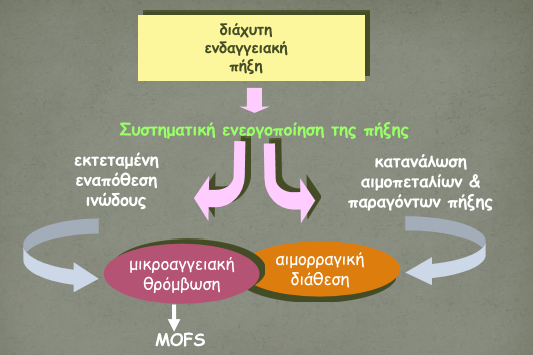 διάχυτη
ενδαγγειακή
πήξη
Συστηματική ενεργοποίηση της πήξης
εκτεταμένη
εναπόθεση
ινώδους
κατανάλωση
αιμοπεταλίων &
παραγόντων πήξης
μικροαγγειακή
θρόμβωση
αιμορραγική
διάθεση
MOFS